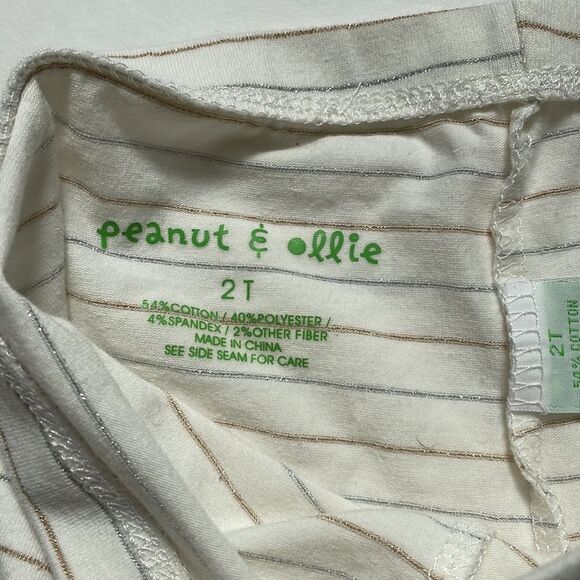 peanut & ollie
2T
54%COTTON / 40%POLYESTER /
4%SPANDEX / 2%OTHER FIBER
MADE IN CHINA
SEE SIDE SEAM FOR CARE
2T
54% COTTON